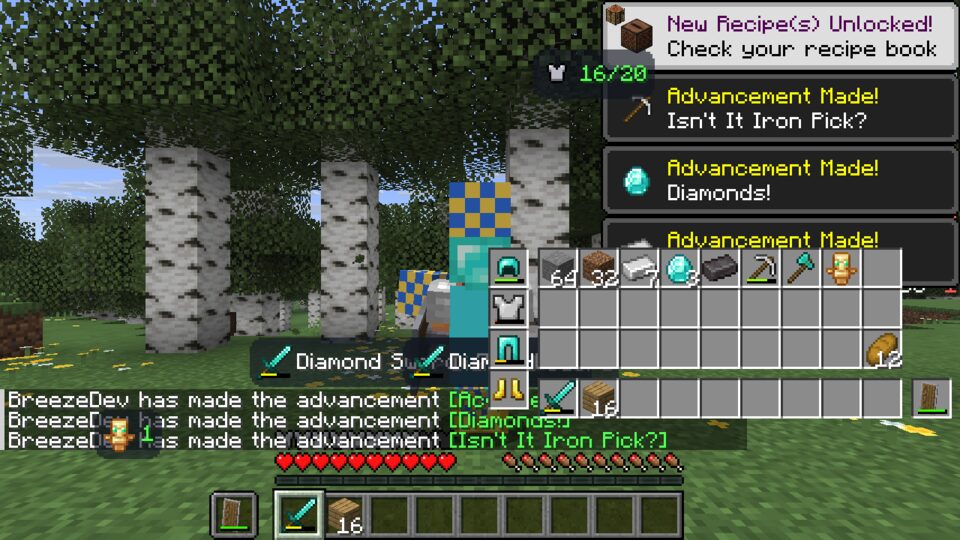 New Recipe(s) Unlocked!
Check your recipe book
16/20
Advancement Made!
Isn't It Iron Pick?
Advancement Made!
Diamonds!
Advancement Made!
64
32
7
3
12
Diamond
16
BreezeDev has made the advancement
BreezeDev has made the advancement [Diamonds!]
BreezeDev has made the advancement [Isn't It Iron Pick?]
1
16